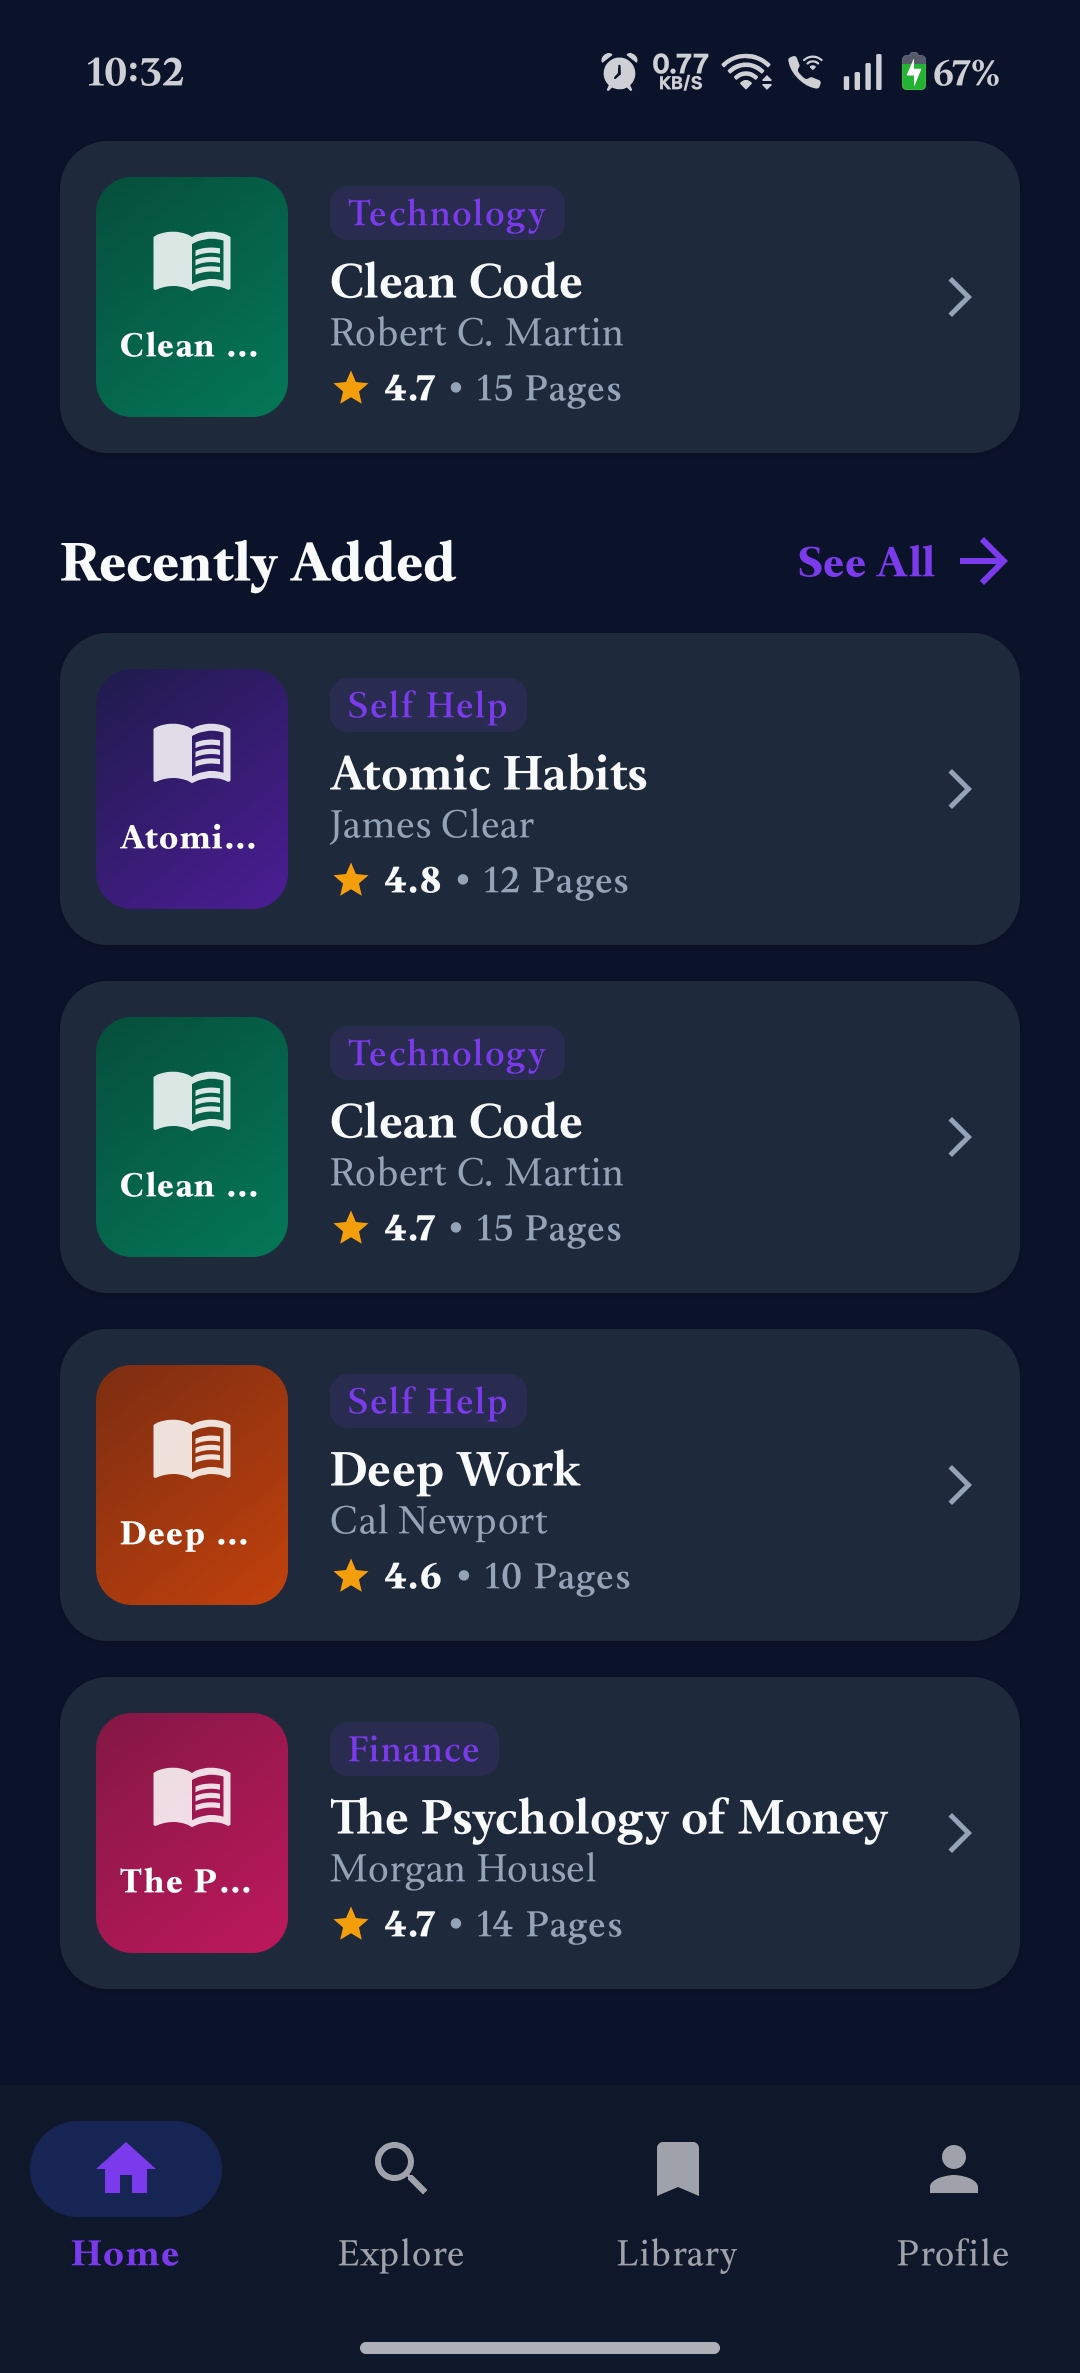 10:32
0.77
KB/S
67%
Technology
Clean Code
Robert C. Martin
4.7 • 15 Pages
Clean ...
Recently Added
See All
Self Help
Atomic Habits
James Clear
4.8 • 12 Pages
Atomi...
Technology
Clean Code
Robert C. Martin
4.7 • 15 Pages
Clean ...
Self Help
Deep Work
Cal Newport
4.6 • 10 Pages
Deep ...
Finance
The Psychology of Money
Morgan Housel
4.7 • 14 Pages
The P...
Home
Explore
Library
Profile